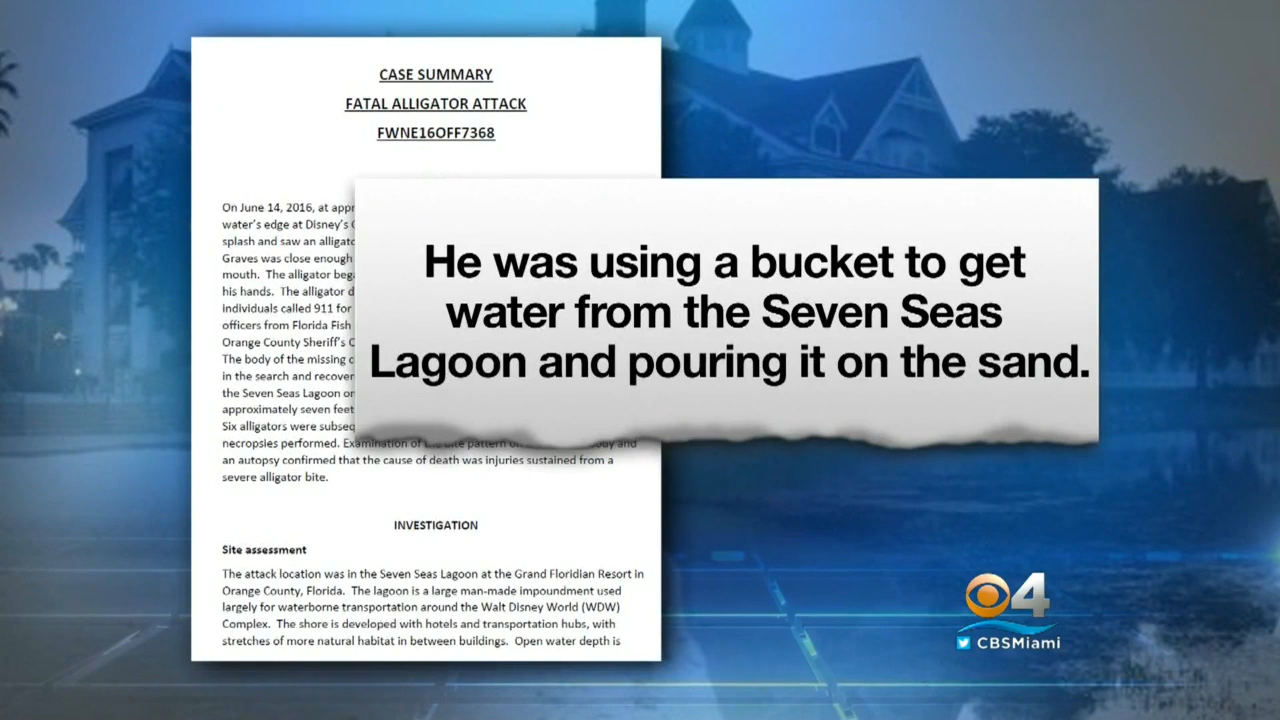 CASE SUMMARY
FATAL ALLIGATOR ATTACK
FWNE16OFF7368
On June 14, 2016, at appr
water's edge at Disney's
splash and saw an alligato
Graves was close enough
mouth. The alligator bega
his hands. The alligator d
individuals called 911 for
officers from Florida Fish
Orange County Sheriff's
The body of the missing c
in the search and recover
the Seven Seas Lagoon or
approximately seven feet
Six alligators were subseq
necropsies performed. Examination of the bite pattern and
an autopsy confirmed that the cause of death was injuries sustained from a
severe alligator bite.
He was using a bucket to get
water from the Seven Seas
Lagoon and pouring it on the sand.
INVESTIGATION
Site assessment
The attack location was in the Seven Seas Lagoon at the Grand Floridian Resort in
Orange County, Florida. The lagoon is a large man-made impoundment used
largely for waterborne transportation around the Walt Disney World (WDW)
Complex. The shore is developed with hotels and transportation hubs, with
stretches of more natural habitat in between buildings. Open water depth is
4
CBSMiami